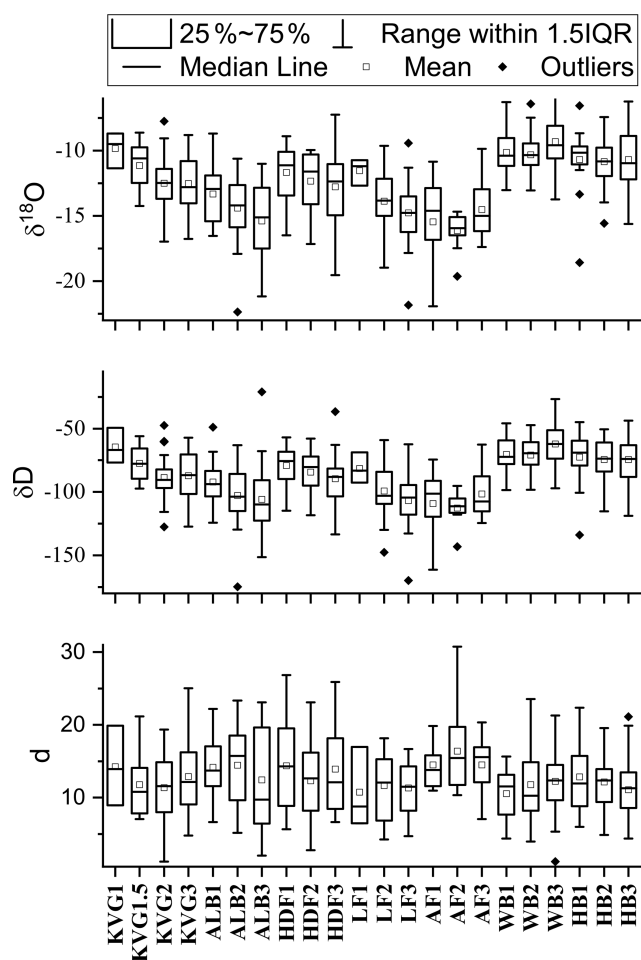 25%~75% Range within 1.5IQR
Median Line Mean Outliers
δ18O
-10
-15
-20
δD
-50
-100
-150
d
30
20
10
KVG1
KVG1.5
KVG2
KVG3
ALB1
ALB2
ALB3
HDF1
HDF2
HDF3
LF1
LF2
LF3
AF1
AF2
AF3
WB1
WB2
WB3
HB1
HB2
HB3